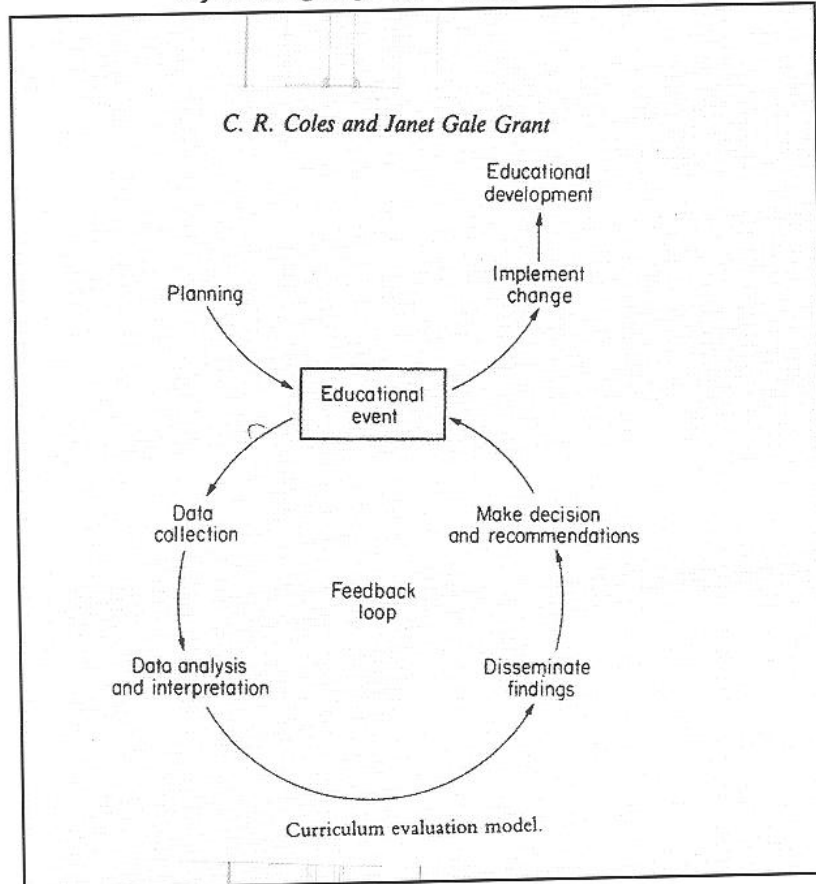 C. R. Coles and Janet Gale Grant
Educational
development
Implement
change
Planning
Educational
event
Data
collection
Make decision
and recommendations
Feedback
loop
Data analysis
and interpretation
Disseminate
findings
Curriculum evaluation model.